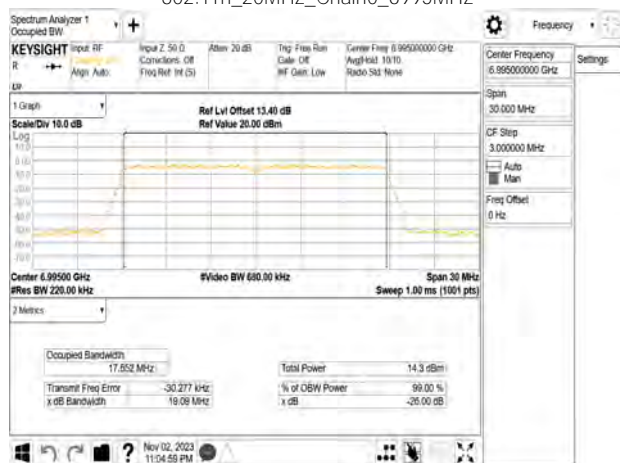 Spectrum Analyzer 1
Occupied BW
+
Frequency
KEYSIGHT
R
Input: RF
Align: Auto
Input Z: 50 Ω
Corrections: Off
Freq Ref: Int (S)
Atten: 20 dB
Trig: Free Run
Gate: Off
#IF Gain: Low
Center Freq: 6.995000000 GHz
Avg|Hold: 10/10
Radio Std: None
Center Frequency
6.995000000 GHz
Settings
Span
30.000 MHz
CF Step
3.000000 MHz
Auto
Man
Freq Offset
0 Hz
1 Graph
Scale/Div 10.0 dB
Ref Lvl Offset 13.40 dB
Ref Value 20.00 dBm
Log
Center 6.99500 GHz
#Video BW 680.00 kHz
Span 30 MHz
#Res BW 220.00 kHz
Sweep 1.00 ms (1001 pts)
2 Metrics
Occupied Bandwidth
17.652 MHz
Total Power 14.3 dBm
Transmit Freq Error -30.277 kHz
% of OBW Power 99.00 %
x dB Bandwidth 19.09 MHz
x dB -26.00 dB
?
Nov 02, 2023
11:04:59 PM